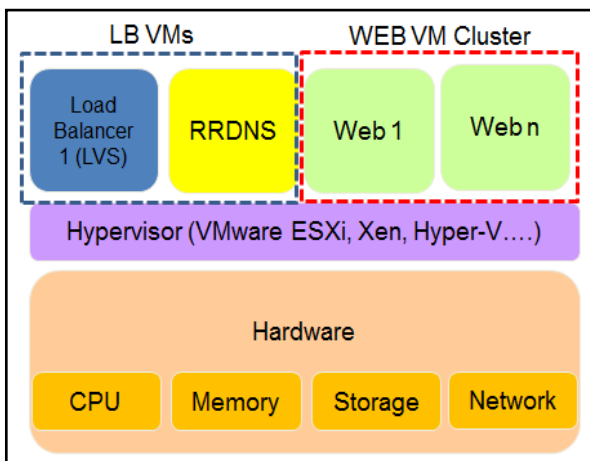 LB VMs
WEB VM Cluster
Load
Balancer
1 (LVS)
RRDNS
Web 1
Web n
Hypervisor (VMware ESXi, Xen, Hyper-V....)
Hardware
CPU
Memory
Storage
Network